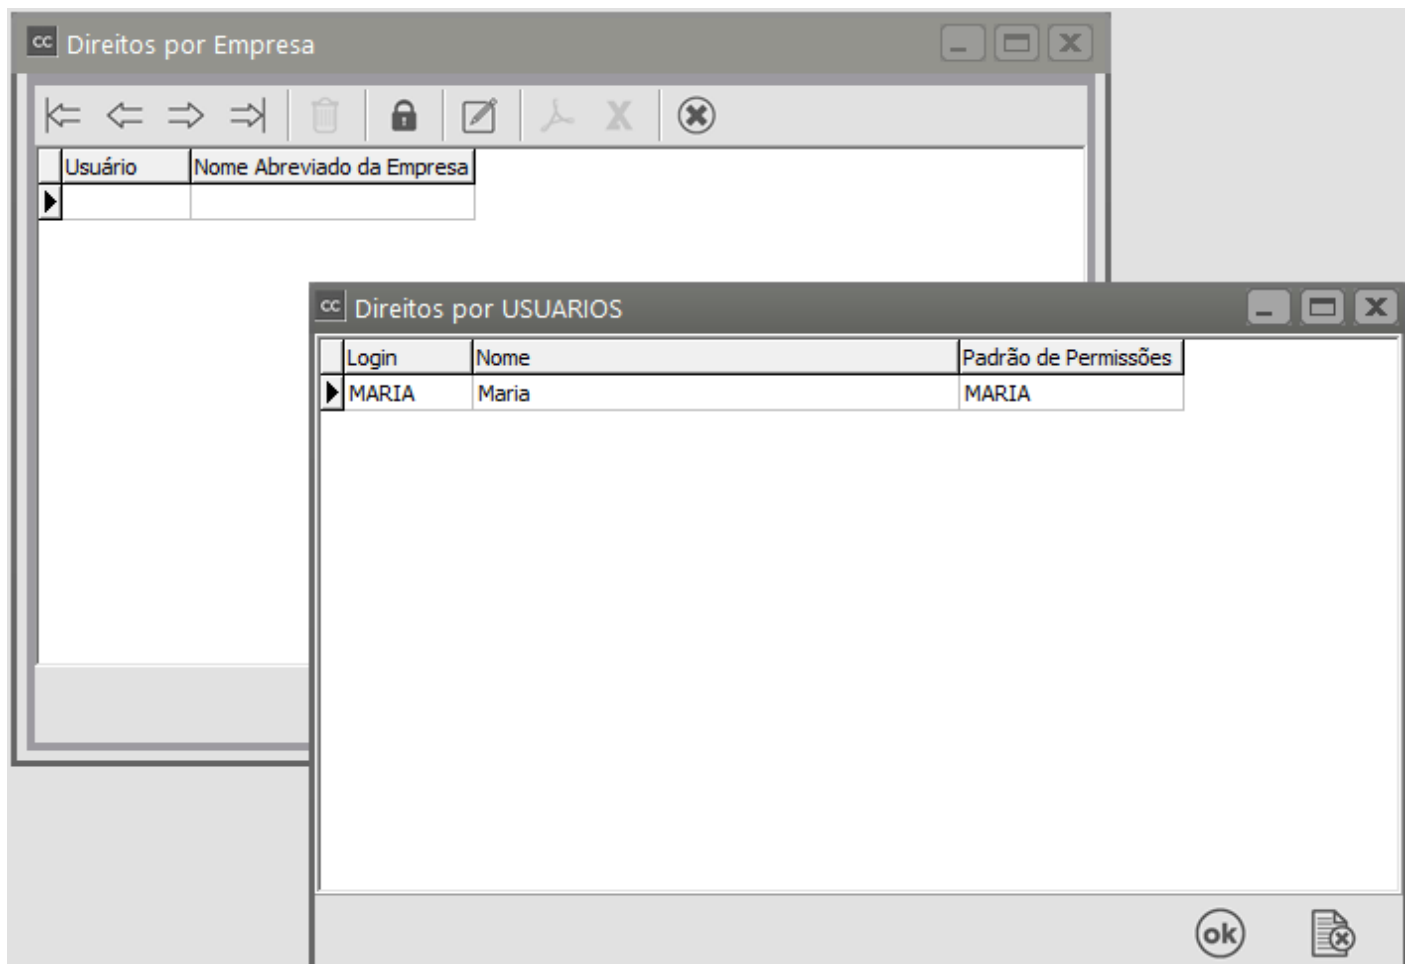 cc Direitos por Empresa
Usuário Nome Abreviado da Empresa
cc Direitos por USUARIOS
Login Nome Padrão de Permissões
MARIA Maria MARIA
ok